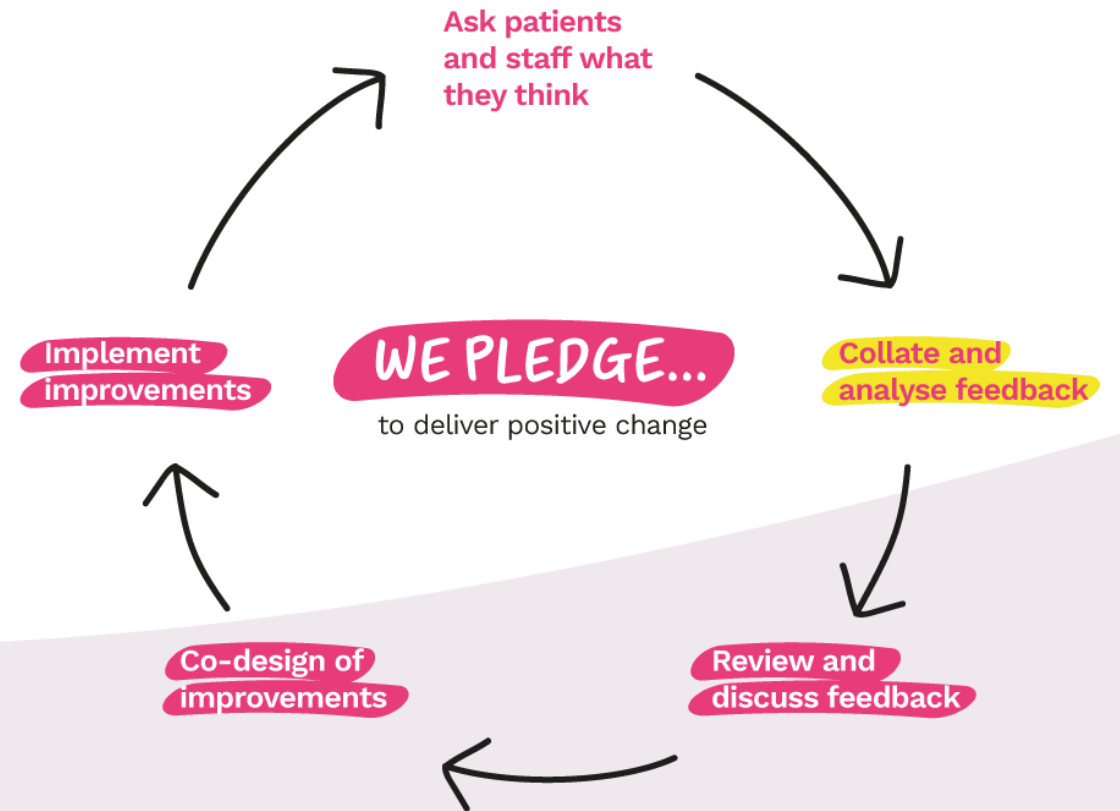 Ask patients
and staff what
they think
Collate and
analyse feedback
Review and
discuss feedback
Co-design of
improvements
Implement
improvements
WE PLEDGE...
to deliver positive change